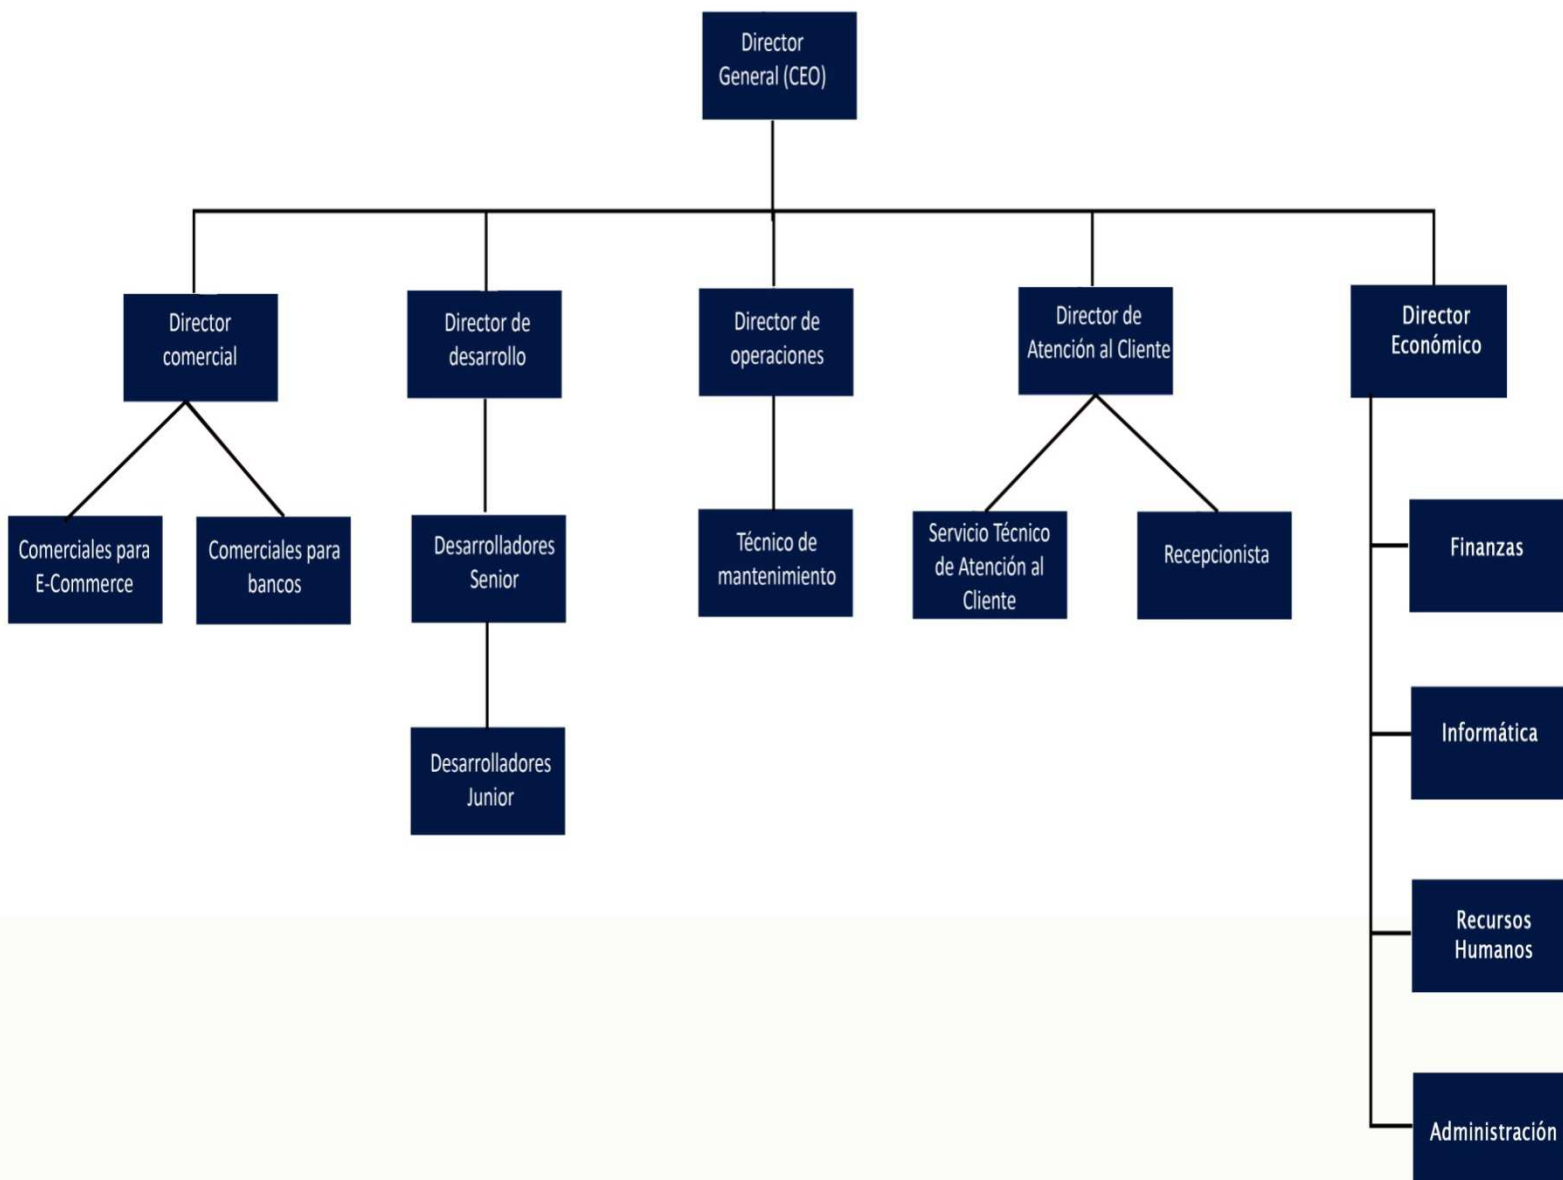 Director
General (CEO)
Director
comercial
Director de
desarrollo
Director de
operaciones
Director de
Atención al Cliente
Director
Económico
Comerciales para
E-Commerce
Comerciales para
bancos
Desarrolladores
Senior
Técnico de
mantenimiento
Servicio Técnico
de Atención al
Cliente
Recepcionista
Finanzas
Informática
Desarrolladores
Junior
Recursos
Humanos
Administración